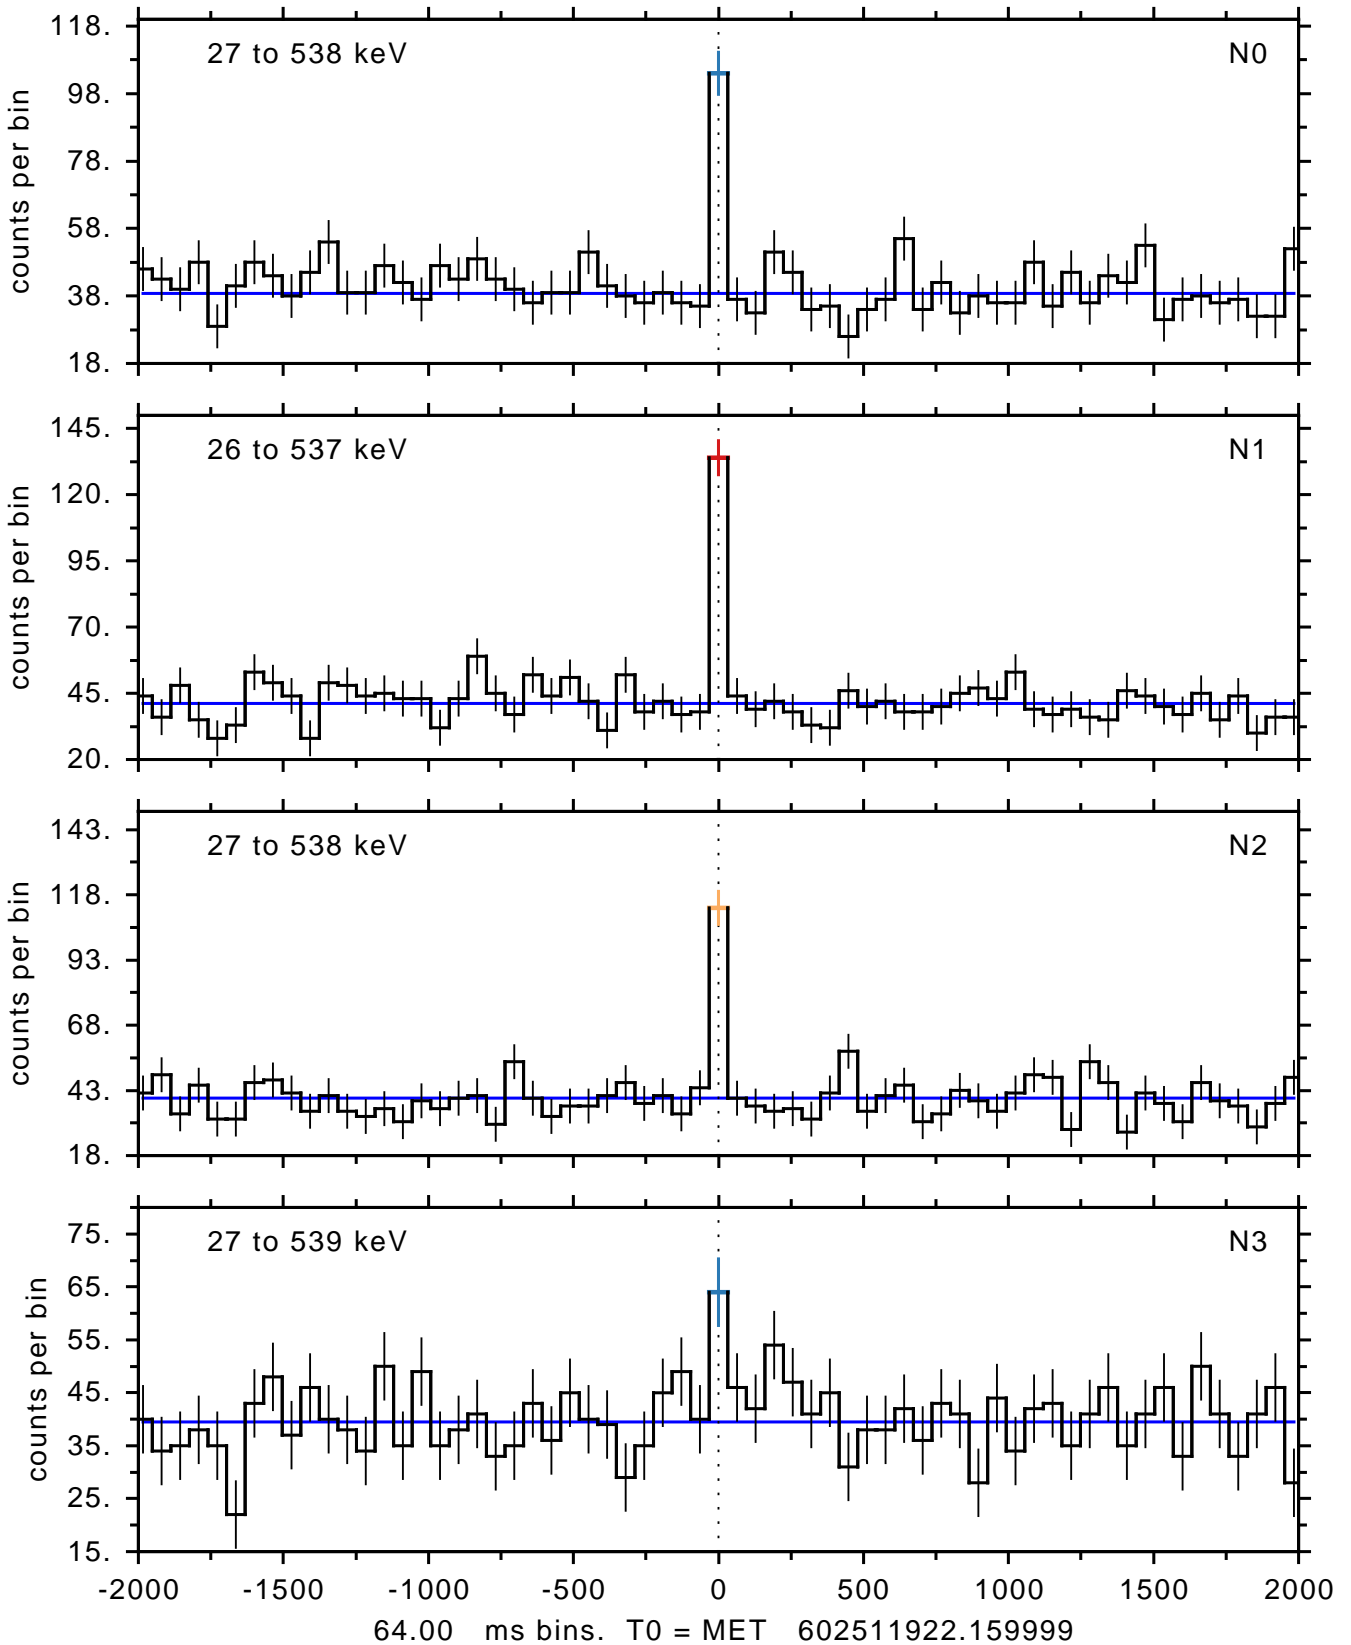 118.
27 to 538 keV N0
98.
78.
58.
38.
18.
counts per bin
145.
26 to 537 keV N1
120.
95.
70.
45.
20.
counts per bin
143.
27 to 538 keV N2
118.
93.
68.
43.
18.
counts per bin
75.
27 to 539 keV N3
65.
55.
45.
35.
25.
15.
counts per bin
-2000 -1500 -1000 -500 0 500 1000 1500 2000
64.00 ms bins. T0 = MET 602511922.159999